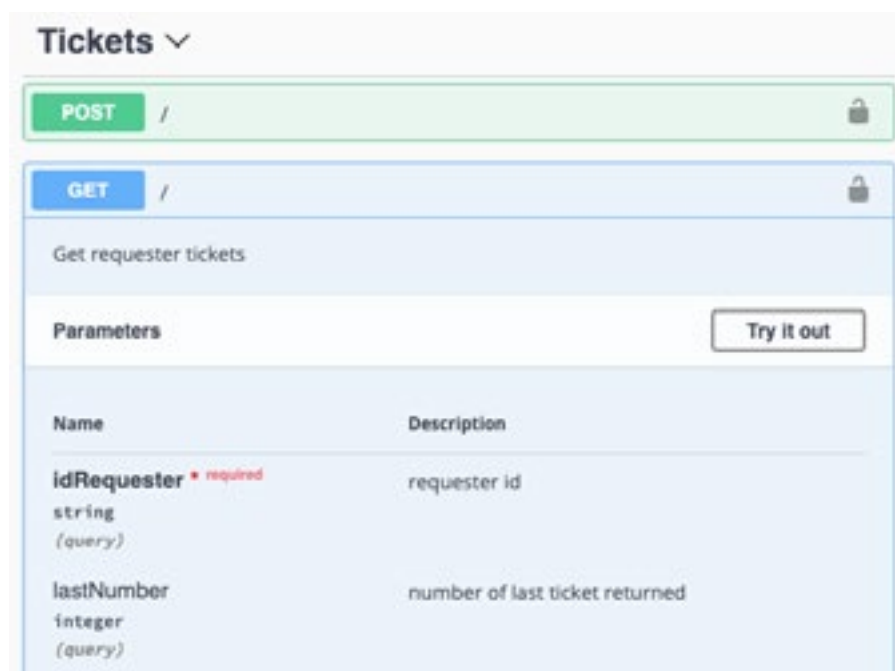 Tickets
POST /
GET /
Get requester tickets
Parameters Try it out
Name Description
idRequester * required requester id
string
(query)
lastNumber number of last ticket returned
integer
(query)